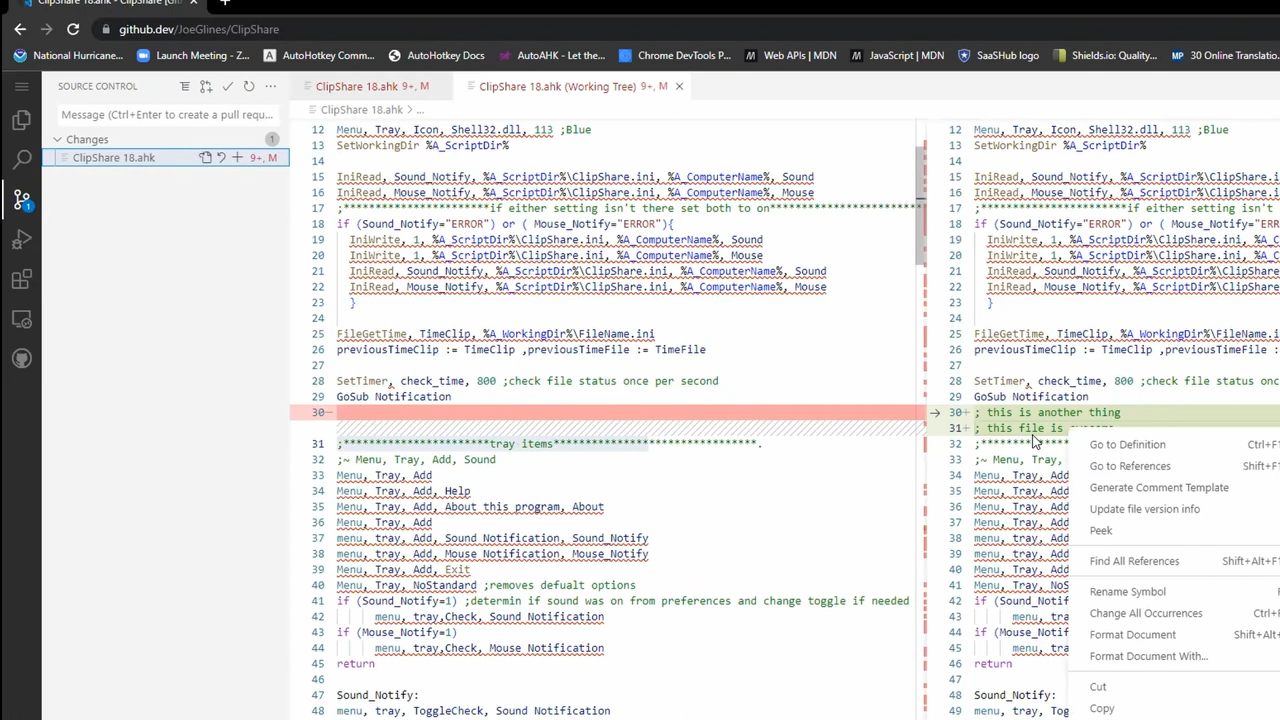 ClipShare 18.ahk
github.dev/JoeGlines/ClipShare
National Hurricane... Launch Meeting - Z... AutoHotkey Comm... AutoHotkey Docs AutoAHK - Let the... Chrome DevTools P... Web APIs | MDN JavaScript | MDN SaaSHub logo Shields.io: Quality... 30 Online Translatio...
SOURCE CONTROL
Message (Ctrl+Enter to create a pull requ...
Changes 1
ClipShare 18.ahk 9+, M
ClipShare 18.ahk 9+, M
ClipShare 18.ahk (Working Tree) 9+, M
ClipShare 18.ahk > ...
12 Menu, Tray, Icon, Shell32.dll, 113 ;Blue
13 SetWorkingDir %A_ScriptDir%
14
15 IniRead, Sound_Notify, %A_ScriptDir%\ClipShare.ini, %A_ComputerName%, Sound
16 IniRead, Mouse_Notify, %A_ScriptDir%\ClipShare.ini, %A_ComputerName%, Mouse
17 ;***********************if either setting isn't there set both to on************************
18 if (Sound_Notify="ERROR") or ( Mouse_Notify="ERROR"){
19 IniWrite, 1, %A_ScriptDir%\ClipShare.ini, %A_ComputerName%, Sound
20 IniWrite, 1, %A_ScriptDir%\ClipShare.ini, %A_ComputerName%, Mouse
21 IniRead, Sound_Notify, %A_ScriptDir%\ClipShare.ini, %A_ComputerName%, Sound
22 IniRead, Mouse_Notify, %A_ScriptDir%\ClipShare.ini, %A_ComputerName%, Mouse
23 }
24
25 FileGetTime, TimeClip, %A_WorkingDir%\FileName.ini
26 previousTimeClip := TimeClip ,previousTimeFile := TimeFile
27
28 SetTimer, check_time, 800 ;check file status once per second
29 GoSub Notification
30−
31 ;***********************tray items********************************.
32 ;~ Menu, Tray, Add, Sound
33 Menu, Tray, Add
34 Menu, Tray, Add, Help
35 Menu, Tray, Add, About this program, About
36 Menu, Tray, Add
37 menu, tray, Add, Sound Notification, Sound_Notify
38 menu, tray, Add, Mouse Notification, Mouse_Notify
39 Menu, Tray, Add, Exit
40 Menu, Tray, NoStandard ;removes defualt options
41 if (Sound_Notify=1) ;determin if sound was on from preferences and change toggle if needed
42 menu, tray,Check, Sound Notification
43 if (Mouse_Notify=1)
44 menu, tray,Check, Mouse Notification
45 return
46
47 Sound_Notify:
48 menu, tray, ToggleCheck, Sound Notification
12 Menu, Tray, Icon, Shell32.dll, 113 ;Blue
13 SetWorkingDir %A_ScriptDir%
14
15 IniRead, Sound_Notify, %A_ScriptDir%\ClipShare.i
16 IniRead, Mouse_Notify, %A_ScriptDir%\ClipShare.i
17 ;***********************if either setting isn't t
18 if (Sound_Notify="ERROR") or ( Mouse_Notify="ERR
19 IniWrite, 1, %A_ScriptDir%\ClipShare.ini, %A_C
20 IniWrite, 1, %A_ScriptDir%\ClipShare.ini, %A_C
21 IniRead, Sound_Notify, %A_ScriptDir%\ClipShare
22 IniRead, Mouse_Notify, %A_ScriptDir%\ClipShare
23 }
24
25 FileGetTime, TimeClip, %A_WorkingDir%\FileName.i
26 previousTimeClip := TimeClip ,previousTimeFile :
27
28 SetTimer, check_time, 800 ;check file status onc
29 GoSub Notification
30+ ; this is another thing
31+ ; this file is
32 ;***********************
33 ;~ Menu, Tray,
34 Menu, Tray, Add
35 Menu, Tray, Add
36 Menu, Tray, Add
37 Menu, Tray, Add
38 menu, tray, Add
39 menu, tray, Add
40 Menu, Tray, Add
41 Menu, Tray, NoS
42 if (Sound_Notif
43 menu, t
44 if (Mouse_Notif
45 menu, t
46 return
47
48 Sound_Notify:
49 menu, tray, Tog
Go to Definition Ctrl+F
Go to References Shift+F1
Generate Comment Template
Update file version info
Peek
Find All References Shift+Alt+F
Rename Symbol F
Change All Occurrences Ctrl+F
Format Document Shift+Alt+
Format Document With...
Cut
Copy